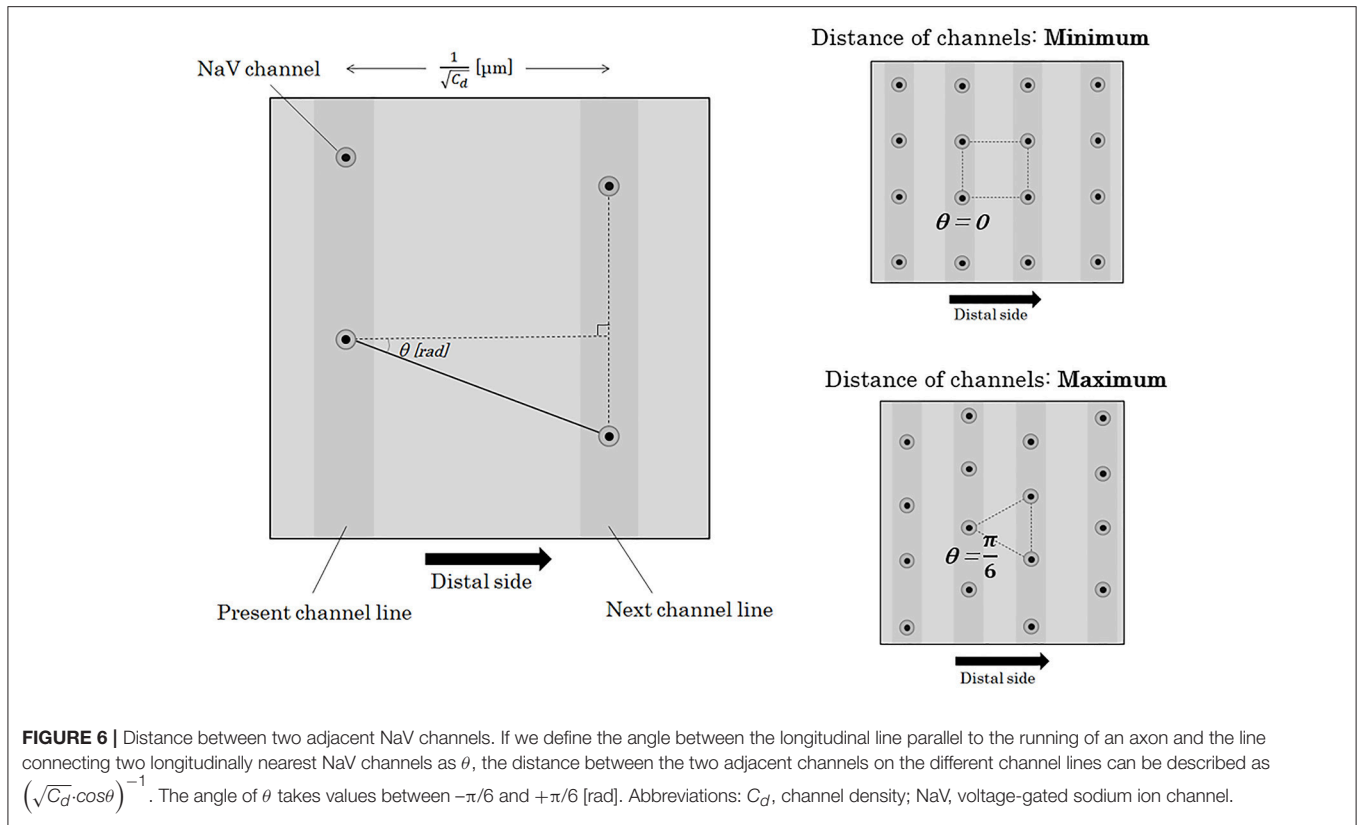 NaV channel
1/√C_d [μm]
θ [rad]
Distal side
Present channel line
Next channel line
Distance of channels: Minimum
θ = 0
Distal side
Distance of channels: Maximum
θ = π/6
Distal side
FIGURE 6 | Distance between two adjacent NaV channels. If we define the angle between the longitudinal line parallel to the running of an axon and the line
connecting two longitudinally nearest NaV channels as θ, the distance between the two adjacent channels on the different channel lines can be described as
(√C_d·cosθ)⁻¹. The angle of θ takes values between –π/6 and +π/6 [rad]. Abbreviations: C_d, channel density; NaV, voltage-gated sodium ion channel.